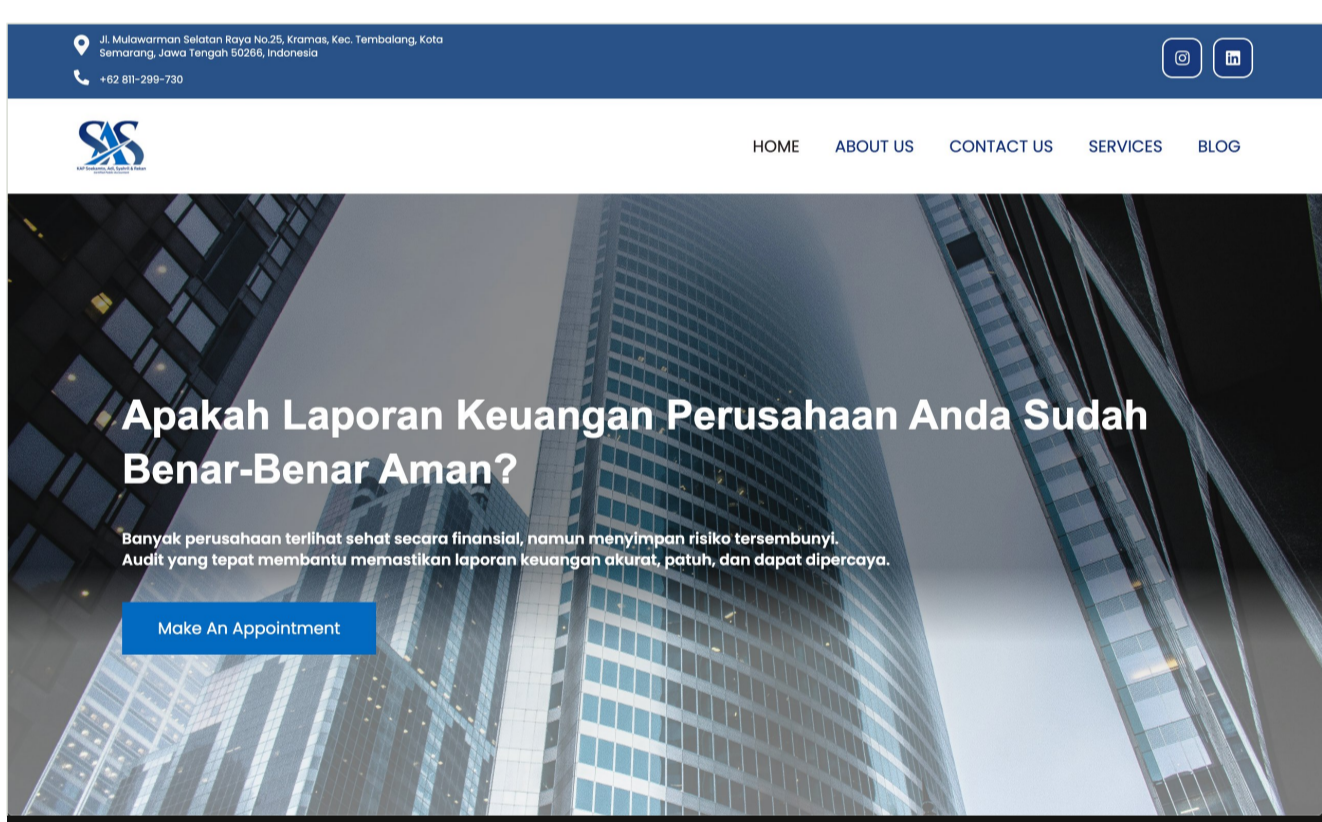 Jl. Mulawarman Selatan Raya No.25, Kramas, Kec. Tembalang, Kota
Semarang, Jawa Tengah 50266, Indonesia
+62 811-299-730
SAS
HOME ABOUT US CONTACT US SERVICES BLOG
Apakah Laporan Keuangan Perusahaan Anda Sudah
Benar-Benar Aman?
Banyak perusahaan terlihat sehat secara finansial, namun menyimpan risiko tersembunyi.
Audit yang tepat membantu memastikan laporan keuangan akurat, patuh, dan dapat dipercaya.
Make An Appointment